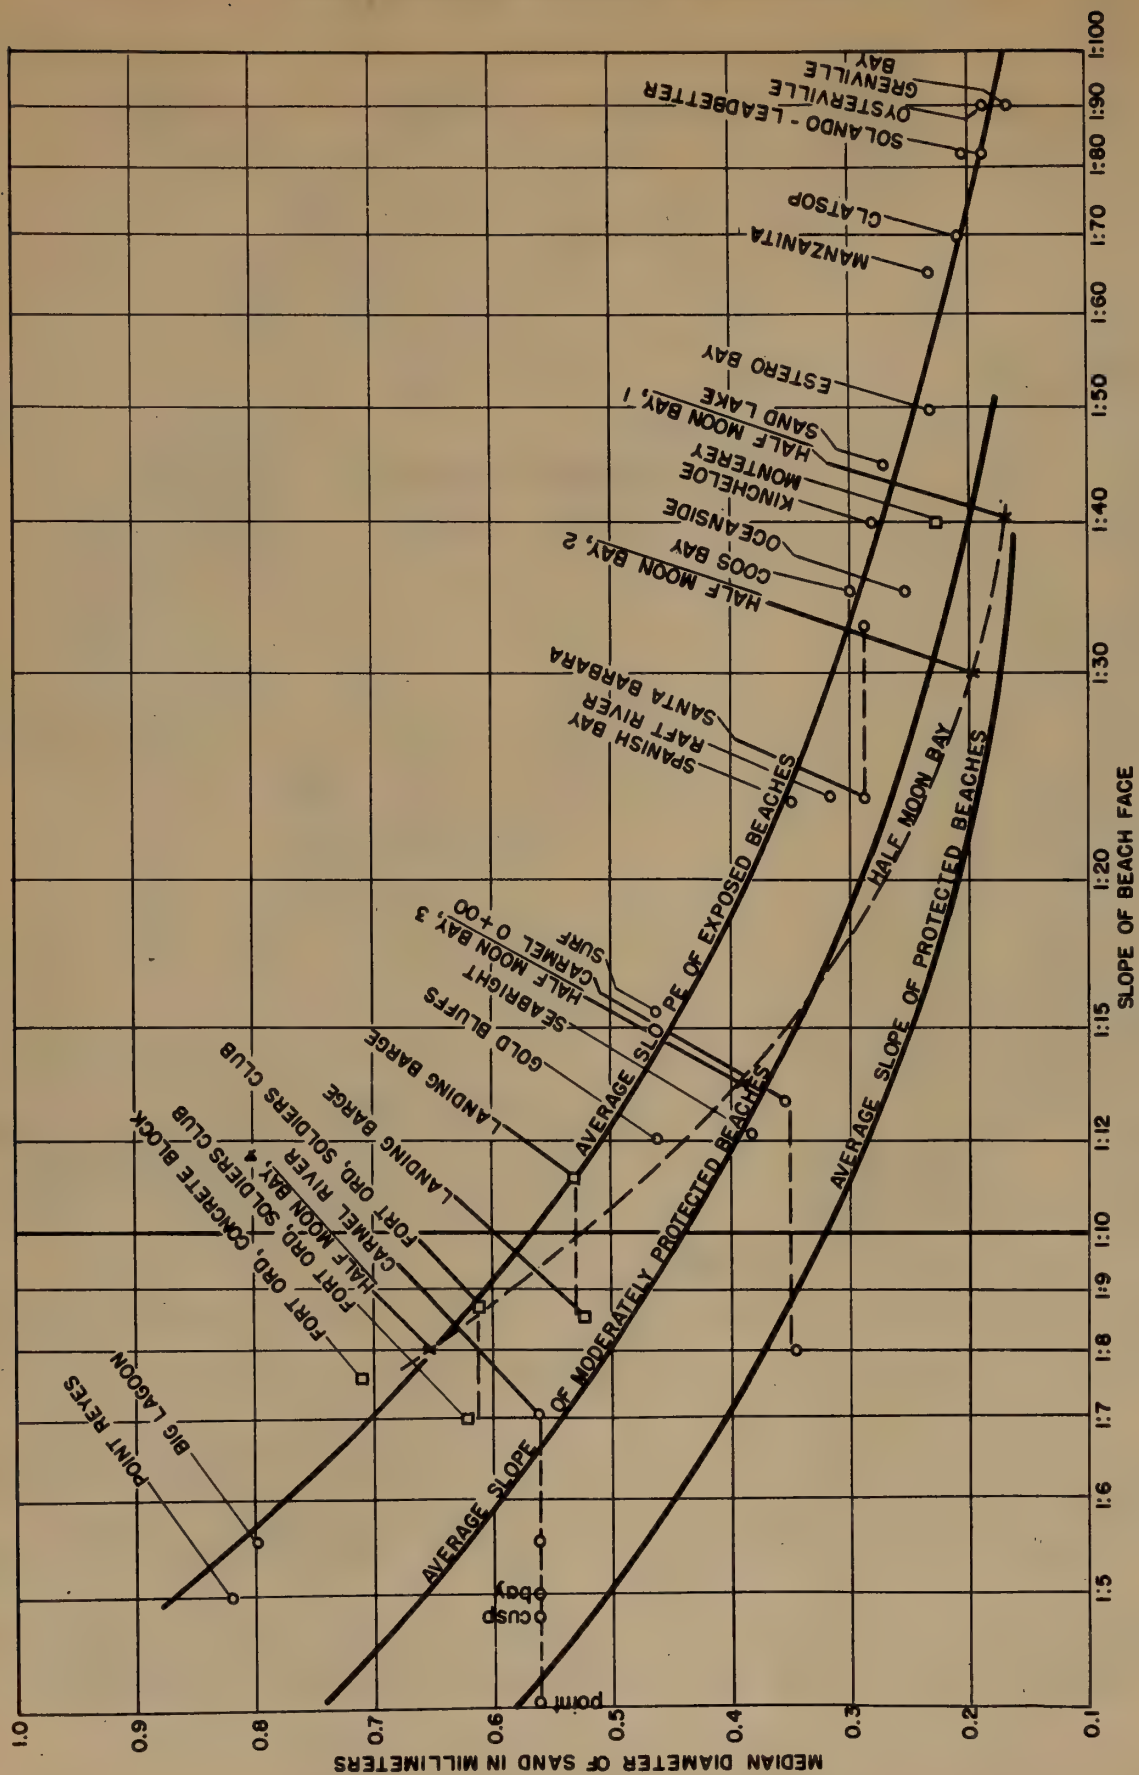 1.0
0.9
0.8
0.7
0.6
0.5
0.4
0.3
0.2
0.1
MEDIAN DIAMETER OF SAND IN MILLIMETERS
1:5
1:6
1:7
1:8
1:9
1:10
1:12
1:15
1:20
1:30
1:40
1:50
1:60
1:70
1:80
1:90
1:100
SLOPE OF BEACH FACE
POINT REYES
BIG LAGOON
FORT ORD, CONCRETE BLOCK
FORT ORD, SOLDIERS CLUB
HALF MOON BAY, 4
CARMEL RIVER
FORT ORD, SOLDIERS CLUB
LANDING BARGE
LANDING BARGE
GOLD BLUFFS
SEABRIGHT
HALF MOON BAY, 3
CARMEL 0+00
SURF
SPANISH BAY
RAFT RIVER
SANTA BARBARA
HALF MOON BAY, 2
COOS BAY
OCEANSIDE
KINCHELOE
MONTEREY
HALF MOON BAY, 1
SAND LAKE
ESTERO BAY
MANZANITA
CLATSOP
SOLANDO - LEADBETTER
OYSTERVILLE
GRENVILLE
BAY
AVERAGE SLOPE OF EXPOSED BEACHES
AVERAGE SLOPE OF MODERATELY PROTECTED BEACHES
AVERAGE SLOPE OF PROTECTED BEACHES
HALF MOON BAY
point
cusp
bay